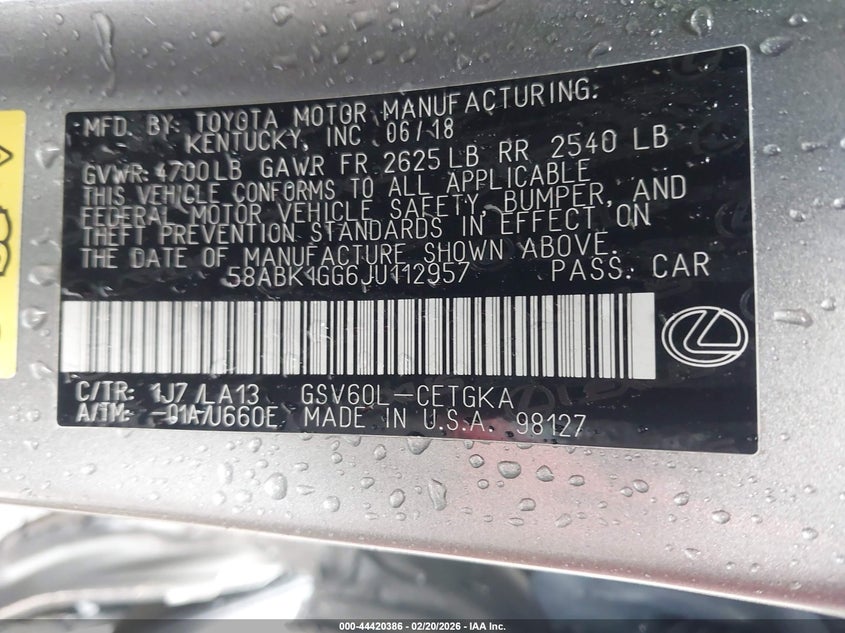 MFD. BY: TOYOTA MOTOR MANUFACTURING.
KENTUCKY, INC 06/18
GVWR: 4700LB GAWR FR 2625LB RR 2540 LB
THIS VEHICLE CONFORMS TO ALL APPLICABLE
FEDERAL MOTOR VEHICLE SAFETY, BUMPER, AND
THEFT PREVENTION STANDARDS IN EFFECT ON
THE DATE OF MANUFACTURE SHOWN ABOVE.
58ABK1GG6JU112957 PASS. CAR
C/TR: 1J7/LA13 GSV60L-CETGKA
A/TM: -01A/U660E MADE IN U.S.A. 98127
000-44420386 - 02/20/2026 - IAA Inc.